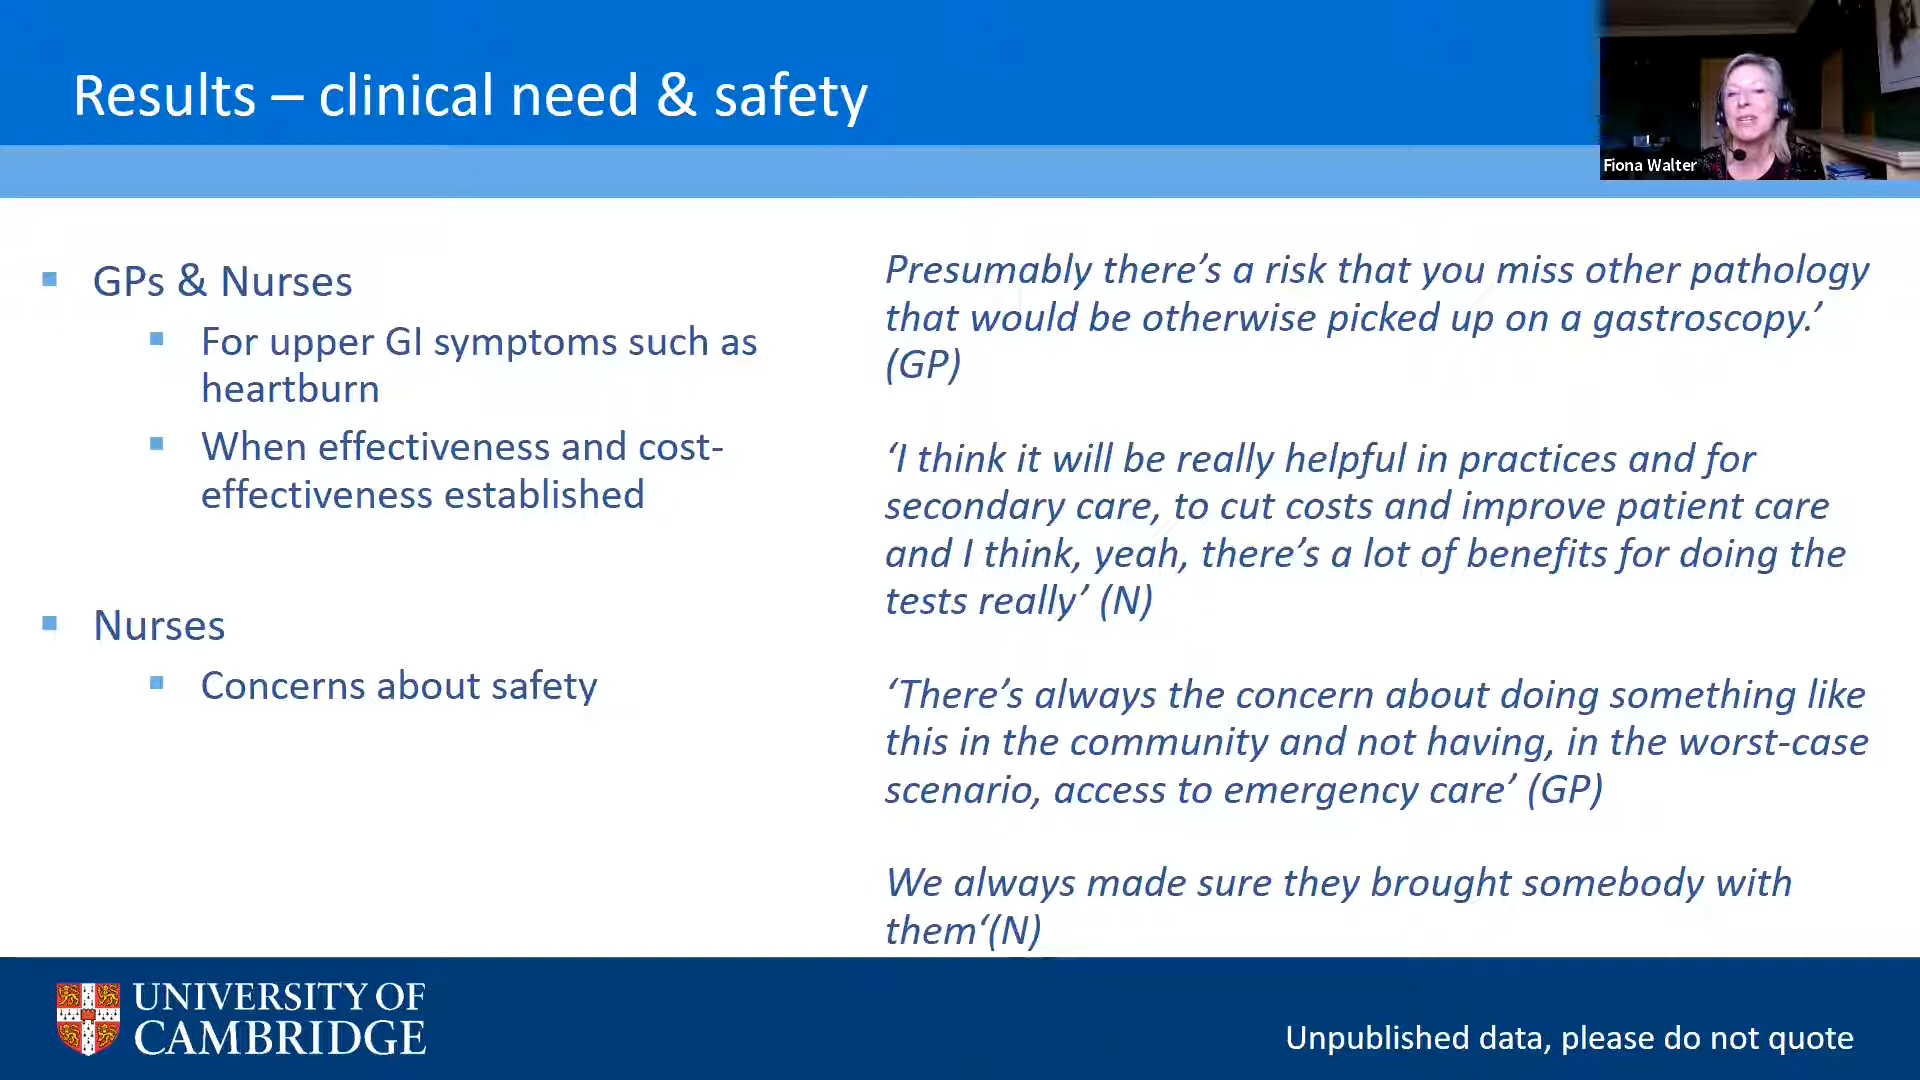 Results – clinical need & safety
Fiona Walter
GPs & Nurses
For upper GI symptoms such as
heartburn
When effectiveness and cost-
effectiveness established
Nurses
Concerns about safety
Presumably there’s a risk that you miss other pathology
that would be otherwise picked up on a gastroscopy.’
(GP)
‘I think it will be really helpful in practices and for
secondary care, to cut costs and improve patient care
and I think, yeah, there’s a lot of benefits for doing the
tests really’ (N)
‘There’s always the concern about doing something like
this in the community and not having, in the worst-case
scenario, access to emergency care’ (GP)
We always made sure they brought somebody with
them‘(N)
UNIVERSITY OF
CAMBRIDGE
Unpublished data, please do not quote